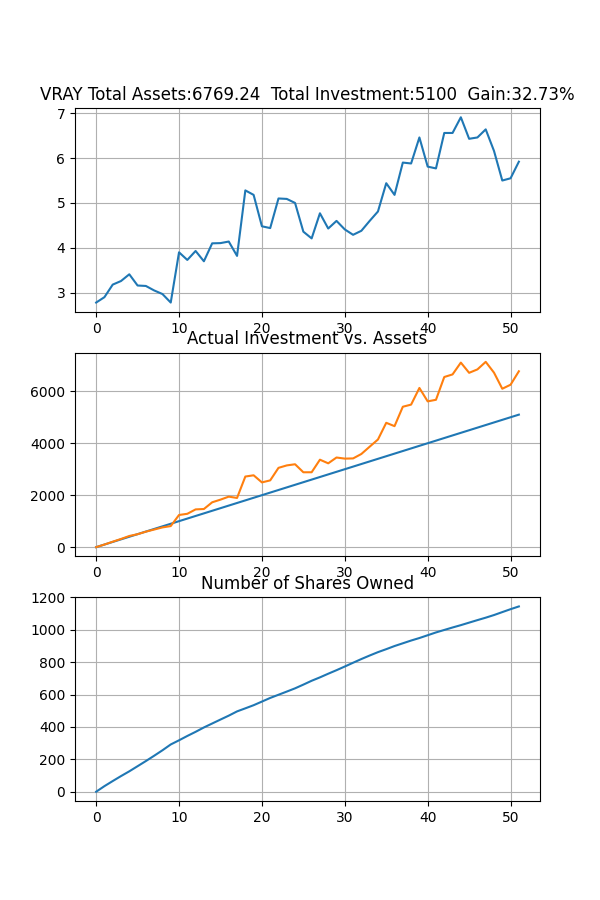 VRAY Total Assets:6769.24  Total Investment:5100  Gain:32.73%
7
6
5
4
3
0 10 20 30 40 50
Actual Investment vs. Assets
6000
4000
2000
0
0 10 20 30 40 50
Number of Shares Owned
1200
1000
800
600
400
200
0
0 10 20 30 40 50